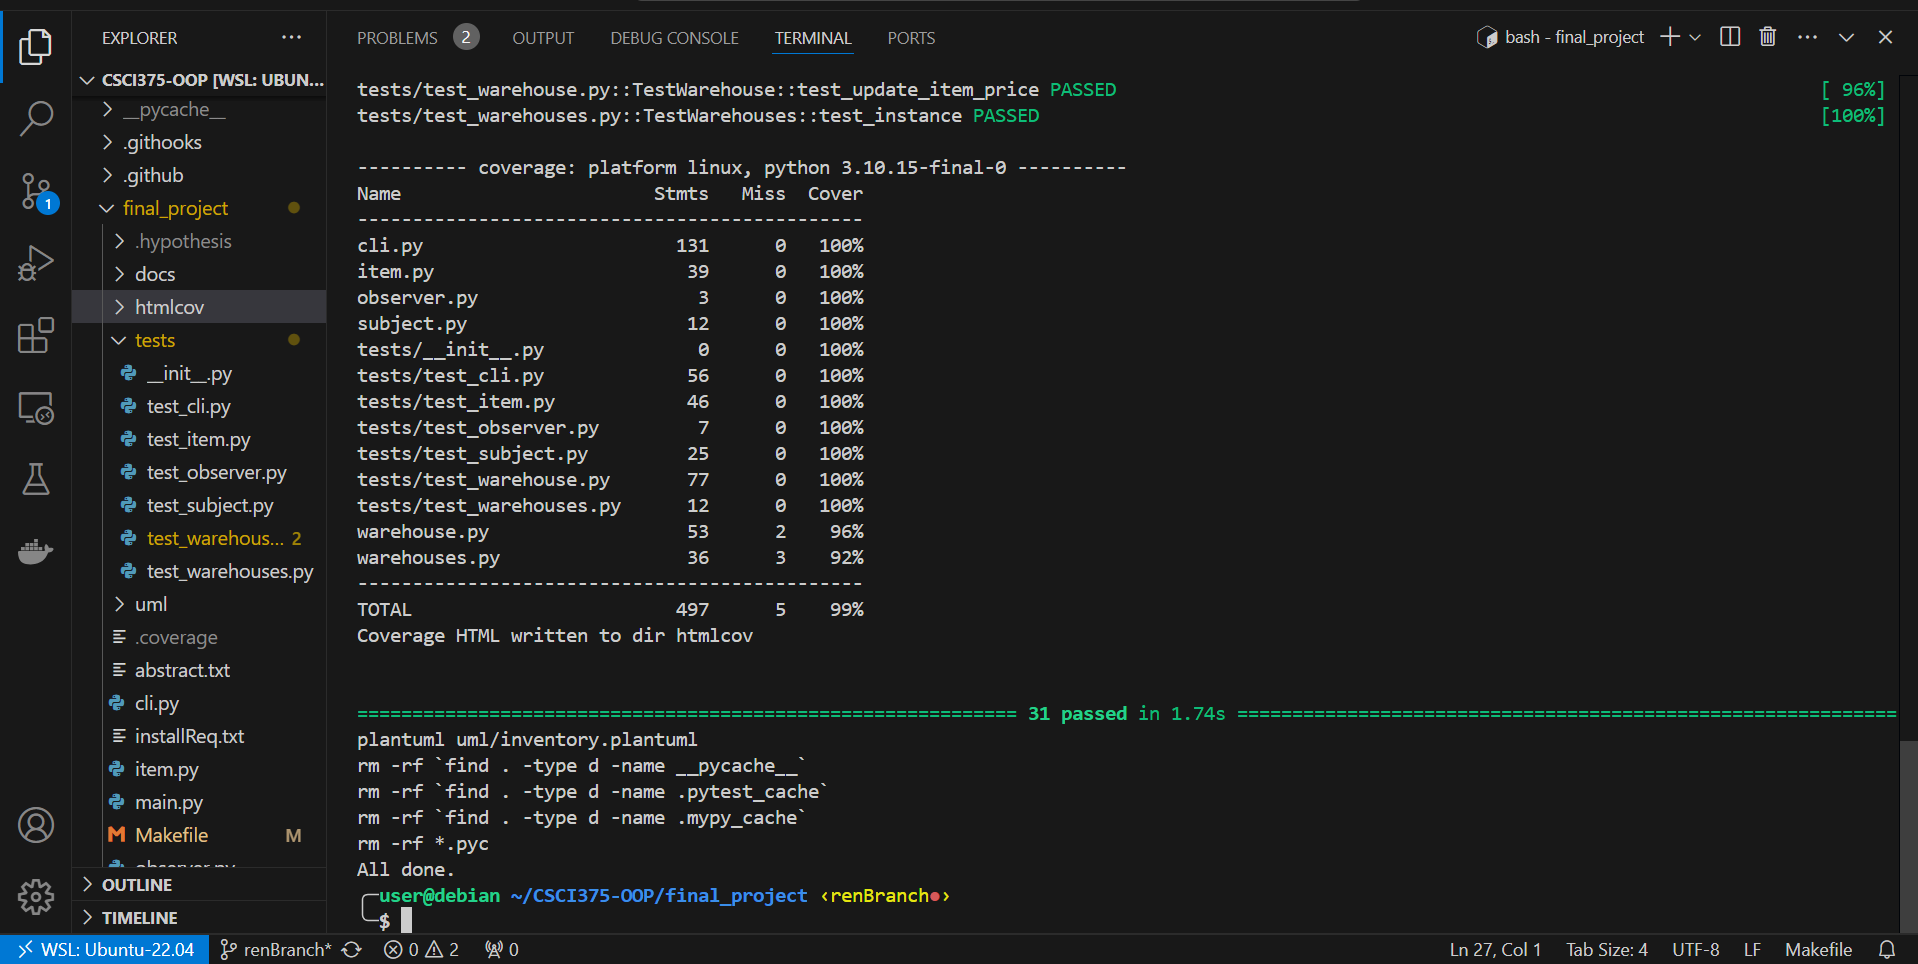 EXPLORER
CSCI375-OOP [WSL: UBUN...
__pycache__
.githooks
.github
final_project
.hypothesis
docs
htmlcov
tests
__init__.py
test_cli.py
test_item.py
test_observer.py
test_subject.py
test_warehous... 2
test_warehouses.py
uml
.coverage
abstract.txt
cli.py
installReq.txt
item.py
main.py
Makefile M
observer.py
OUTLINE
TIMELINE
1
PROBLEMS 2 OUTPUT DEBUG CONSOLE TERMINAL PORTS
bash - final_project
tests/test_warehouse.py::TestWarehouse::test_update_item_price PASSED [ 96%]
tests/test_warehouses.py::TestWarehouses::test_instance PASSED [100%]
---------- coverage: platform linux, python 3.10.15-final-0 ----------
Name Stmts Miss Cover
----------------------------------------------
cli.py 131 0 100%
item.py 39 0 100%
observer.py 3 0 100%
subject.py 12 0 100%
tests/__init__.py 0 0 100%
tests/test_cli.py 56 0 100%
tests/test_item.py 46 0 100%
tests/test_observer.py 7 0 100%
tests/test_subject.py 25 0 100%
tests/test_warehouse.py 77 0 100%
tests/test_warehouses.py 12 0 100%
warehouse.py 53 2 96%
warehouses.py 36 3 92%
----------------------------------------------
TOTAL 497 5 99%
Coverage HTML written to dir htmlcov
============================================================ 31 passed in 1.74s ============================================================
plantuml uml/inventory.plantuml
rm -rf `find . -type d -name __pycache__`
rm -rf `find . -type d -name .pytest_cache`
rm -rf `find . -type d -name .mypy_cache`
rm -rf *.pyc
All done.
╭─user@debian ~/CSCI375-OOP/final_project ‹renBranch●›
╰─$
WSL: Ubuntu-22.04 renBranch* 0 2 0 Ln 27, Col 1 Tab Size: 4 UTF-8 LF Makefile